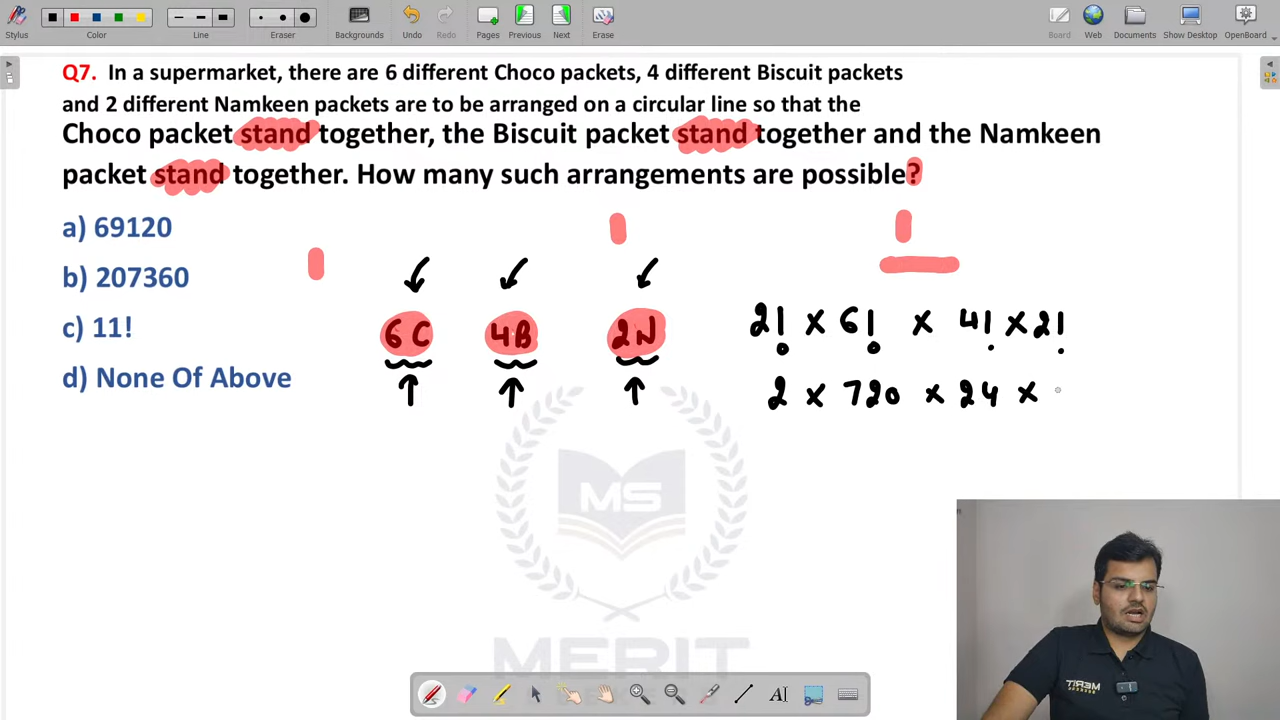 Stylus
Color
Line
Eraser
Backgrounds
Undo
Redo
Pages
Previous
Next
Erase
Board
Web
Documents
Show Desktop
OpenBoard
Q7. In a supermarket, there are 6 different Choco packets, 4 different Biscuit packets
and 2 different Namkeen packets are to be arranged on a circular line so that the
Choco packet stand together, the Biscuit packet stand together and the Namkeen
packet stand together. How many such arrangements are possible?
a) 69120
b) 207360
c) 11!
d) None Of Above
6C 4B 2N
2! × 6! × 4! × 2!
2 × 720 × 24 ×
MS
MERIT
MERIT